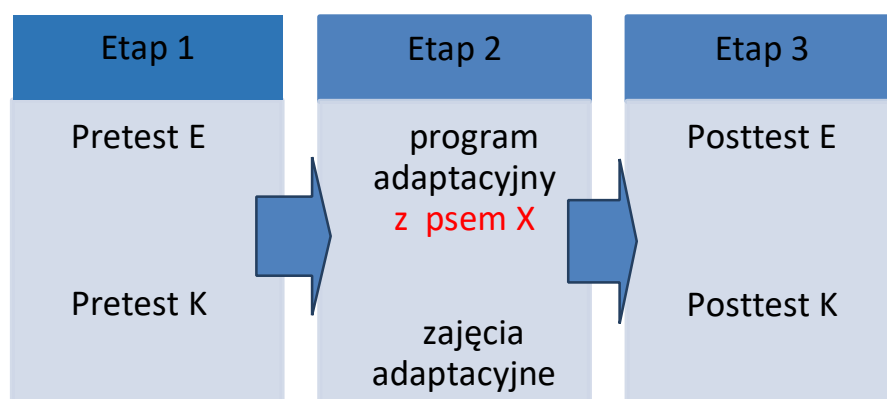 Etap 1
Pretest E
Pretest K
Etap 2
program
adaptacyjny
z psem X
zajęcia
adaptacyjne
Etap 3
Posttest E
Posttest K